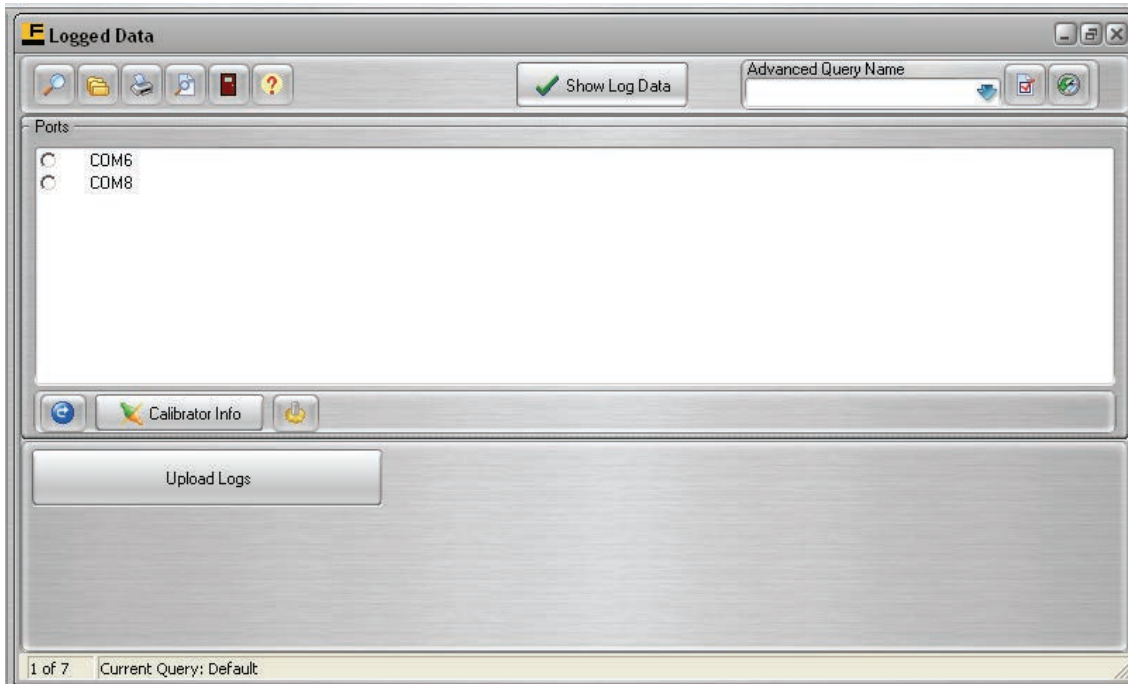 F Logged Data
? Show Log Data Advanced Query Name
Ports
COM6
COM8
Calibrator Info
Upload Logs
1 of 7 Current Query: Default